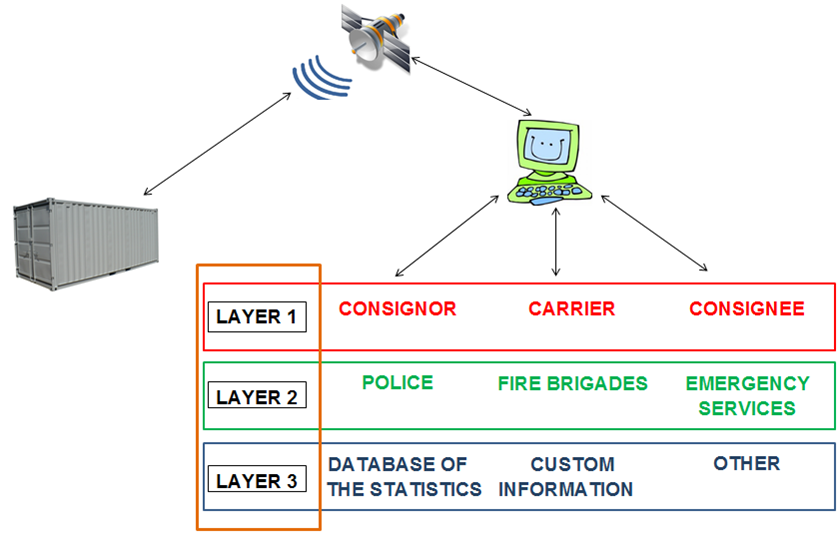 LAYER 1 CONSIGNOR CARRIER CONSIGNEE
LAYER 2 POLICE FIRE BRIGADES EMERGENCY
SERVICES
LAYER 3 DATABASE OF CUSTOM OTHER
THE STATISTICS INFORMATION